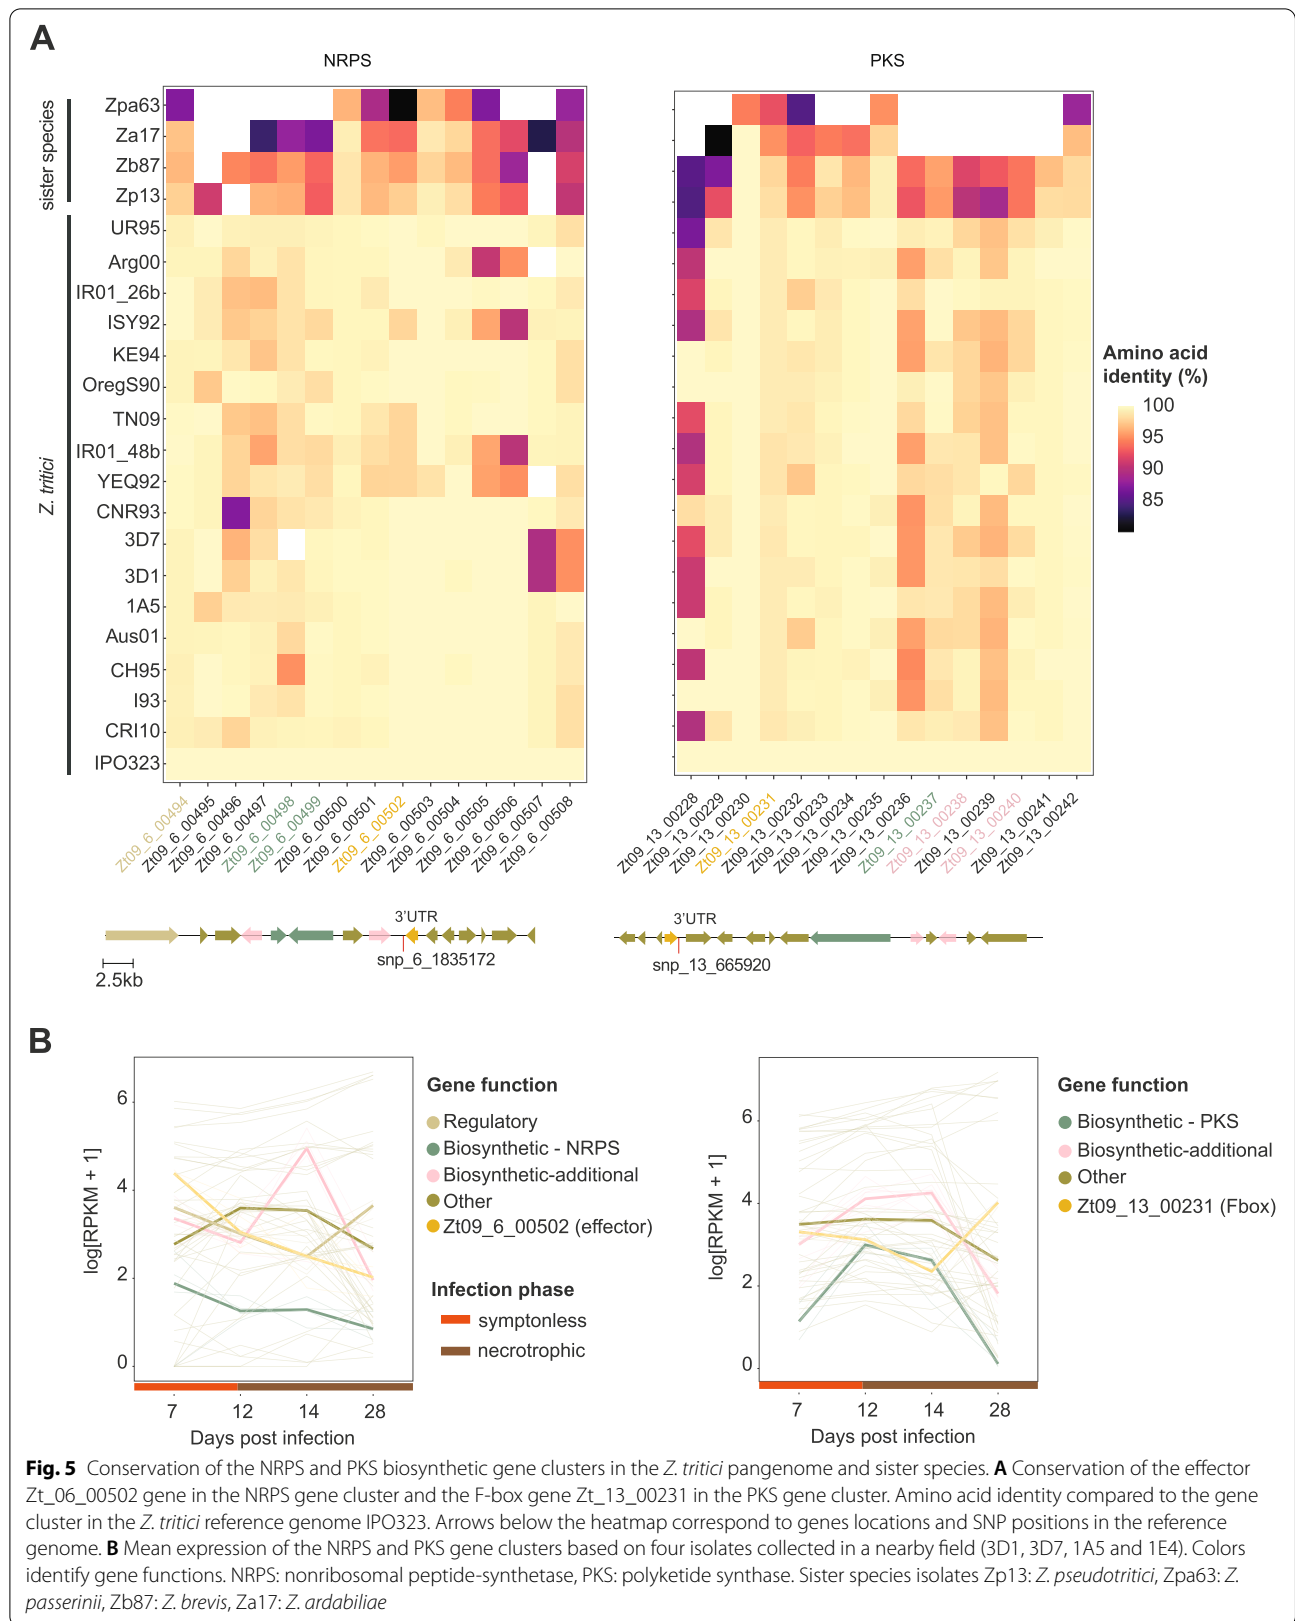 A
NRPS
PKS
sister species
Z. tritici
Zpa63
Za17
Zb87
Zp13
UR95
Arg00
IR01_26b
ISY92
KE94
OregS90
TN09
IR01_48b
YEQ92
CNR93
3D7
3D1
1A5
Aus01
CH95
I93
CRI10
IPO323
Amino acid
identity (%)
100
95
90
85
Zt09_6_00494
Zt09_6_00495
Zt09_6_00496
Zt09_6_00497
Zt09_6_00498
Zt09_6_00499
Zt09_6_00500
Zt09_6_00501
Zt09_6_00502
Zt09_6_00503
Zt09_6_00504
Zt09_6_00505
Zt09_6_00506
Zt09_6_00507
Zt09_6_00508
Zt09_13_00228
Zt09_13_00229
Zt09_13_00230
Zt09_13_00231
Zt09_13_00232
Zt09_13_00233
Zt09_13_00234
Zt09_13_00235
Zt09_13_00236
Zt09_13_00237
Zt09_13_00238
Zt09_13_00239
Zt09_13_00240
Zt09_13_00241
Zt09_13_00242
3'UTR
snp_6_1835172
2.5kb
3'UTR
snp_13_665920
B
log[RPKM + 1]
6
4
2
0
7 12 14 28
Days post infection
Gene function
Regulatory
Biosynthetic - NRPS
Biosynthetic-additional
Other
Zt09_6_00502 (effector)
Infection phase
symptonless
necrotrophic
log[RPKM + 1]
6
4
2
0
7 12 14 28
Days post infection
Gene function
Biosynthetic - PKS
Biosynthetic-additional
Other
Zt09_13_00231 (Fbox)
Fig. 5 Conservation of the NRPS and PKS biosynthetic gene clusters in the Z. tritici pangenome and sister species. A Conservation of the effector
Zt_06_00502 gene in the NRPS gene cluster and the F-box gene Zt_13_00231 in the PKS gene cluster. Amino acid identity compared to the gene
cluster in the Z. tritici reference genome IPO323. Arrows below the heatmap correspond to genes locations and SNP positions in the reference
genome. B Mean expression of the NRPS and PKS gene clusters based on four isolates collected in a nearby field (3D1, 3D7, 1A5 and 1E4). Colors
identify gene functions. NRPS: nonribosomal peptide-synthetase, PKS: polyketide synthase. Sister species isolates Zp13: Z. pseudotritici, Zpa63: Z.
passerinii, Zb87: Z. brevis, Za17: Z. ardabiliae